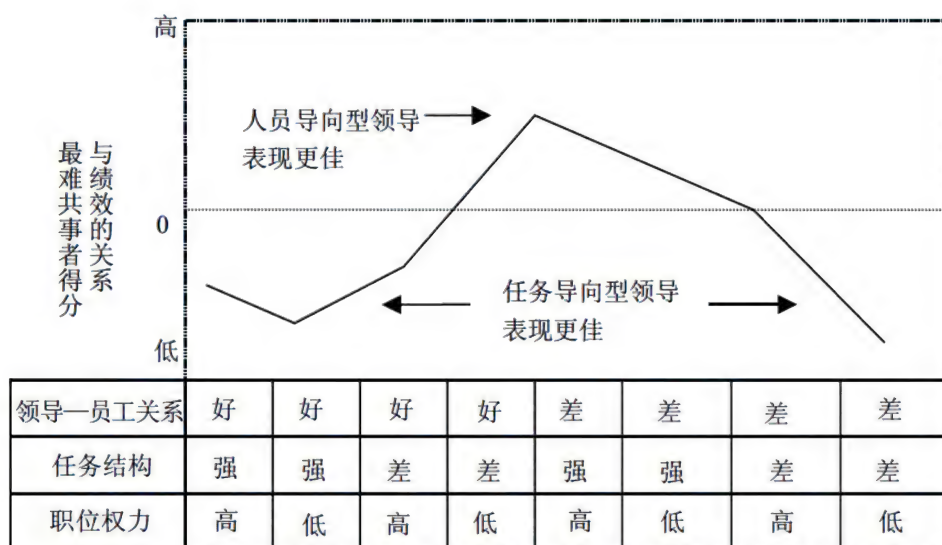 高
人员导向型领导
表现更佳
最难共事者得分
与绩效的关系
0
任务导向型领导
表现更佳
低
领导—员工关系 好 好 好 好 差 差 差 差
任务结构 强 强 差 差 强 强 差 差
职位权力 高 低 高 低 高 低 高 低